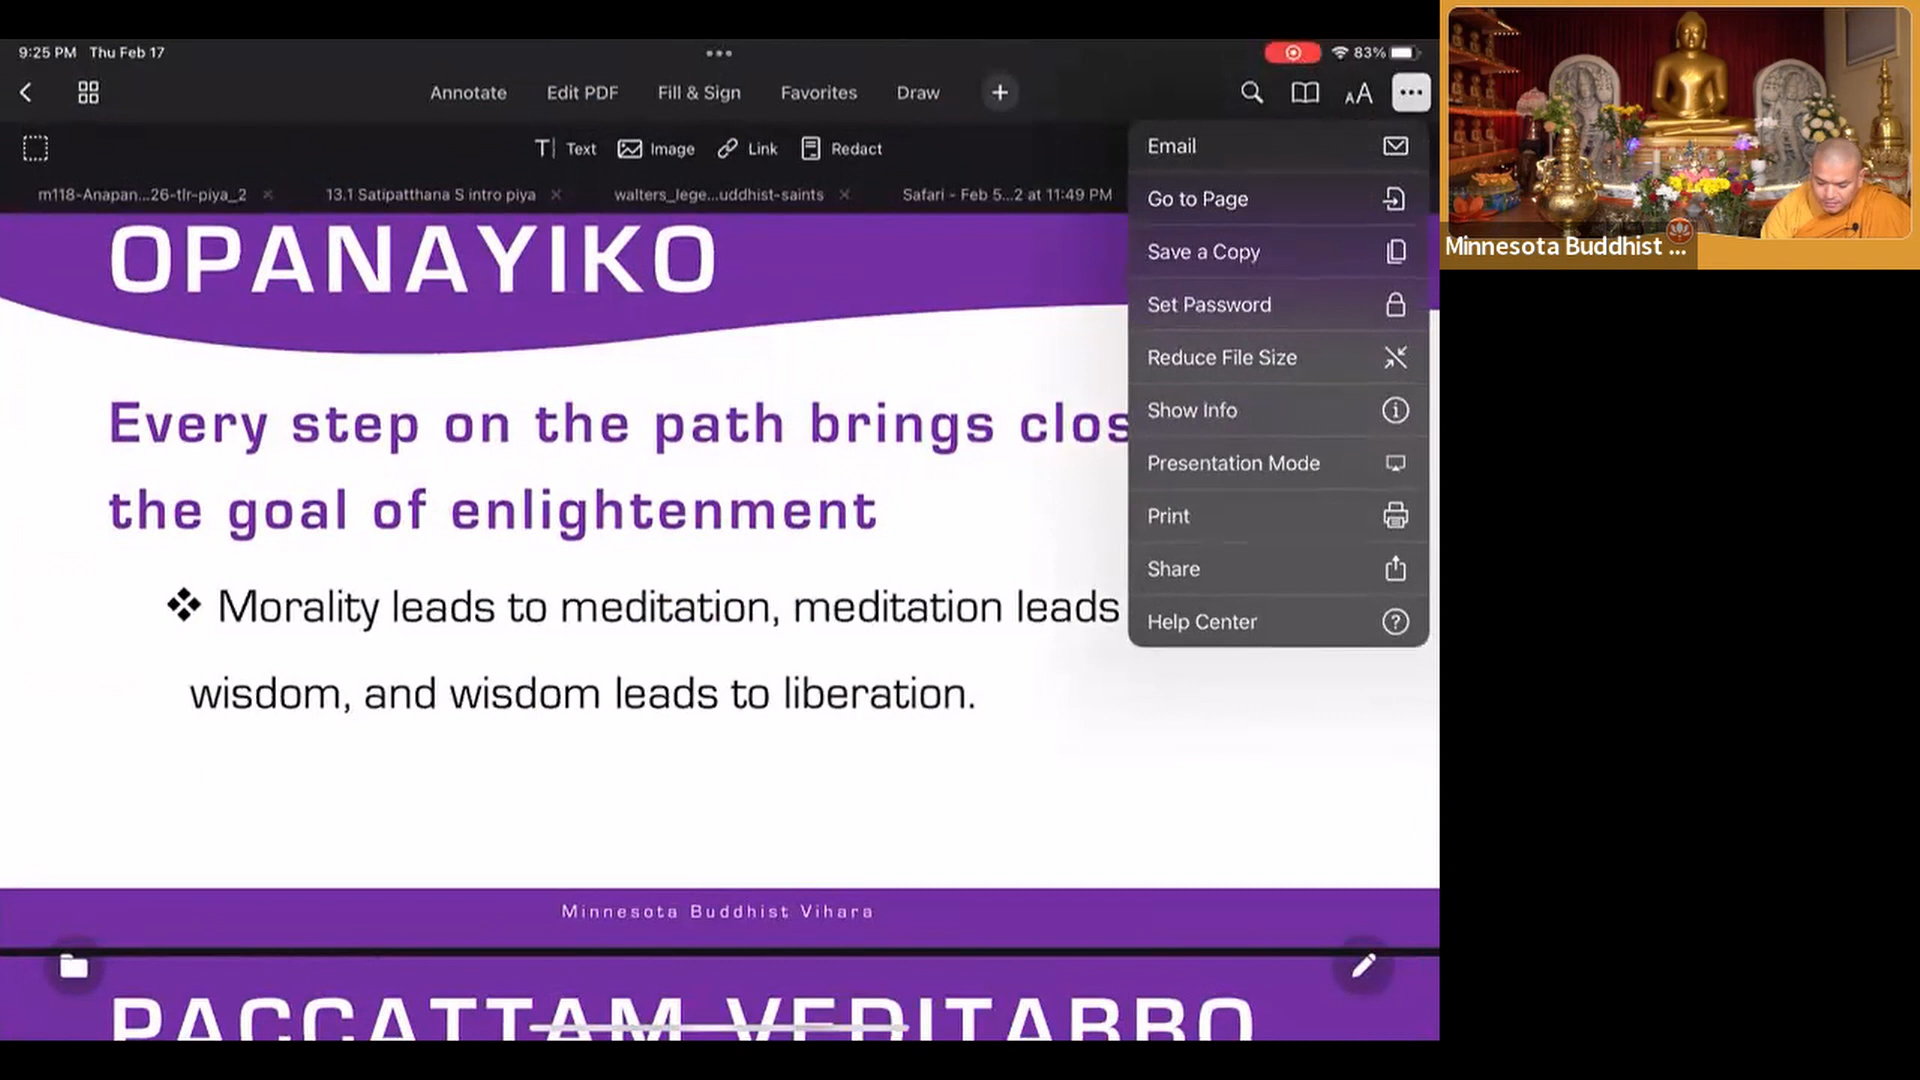 9:25 PM Thu Feb 17
83%
Annotate Edit PDF Fill & Sign Favorites Draw
Text Image Link Redact
m118-Anapan...26-tlr-piya_2
13.1 Satipatthana S intro piya
walters_lege...uddhist-saints
Safari - Feb 5...2 at 11:49 PM
Email
Go to Page
Save a Copy
Set Password
Reduce File Size
Show Info
Presentation Mode
Print
Share
Help Center
OPANAYIKO
Every step on the path brings clos
the goal of enlightenment
Morality leads to meditation, meditation leads
wisdom, and wisdom leads to liberation.
Minnesota Buddhist Vihara
PACCATTAM VEDITABBO
Minnesota Buddhist ...